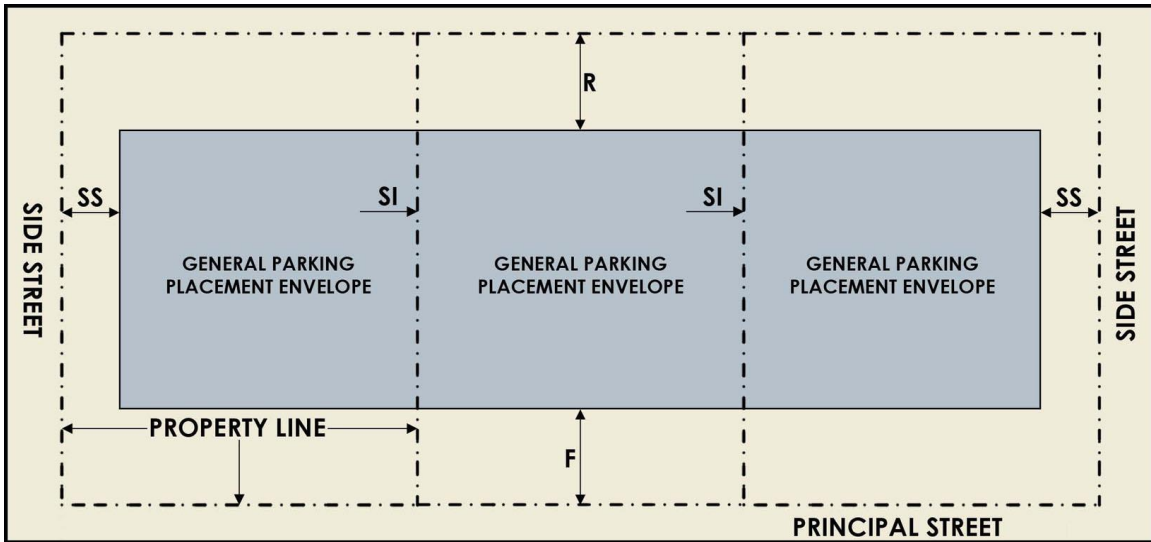 R
SS
SI
SI
SS
SIDE STREET
GENERAL PARKING
PLACEMENT ENVELOPE
GENERAL PARKING
PLACEMENT ENVELOPE
GENERAL PARKING
PLACEMENT ENVELOPE
SIDE STREET
PROPERTY LINE
F
PRINCIPAL STREET